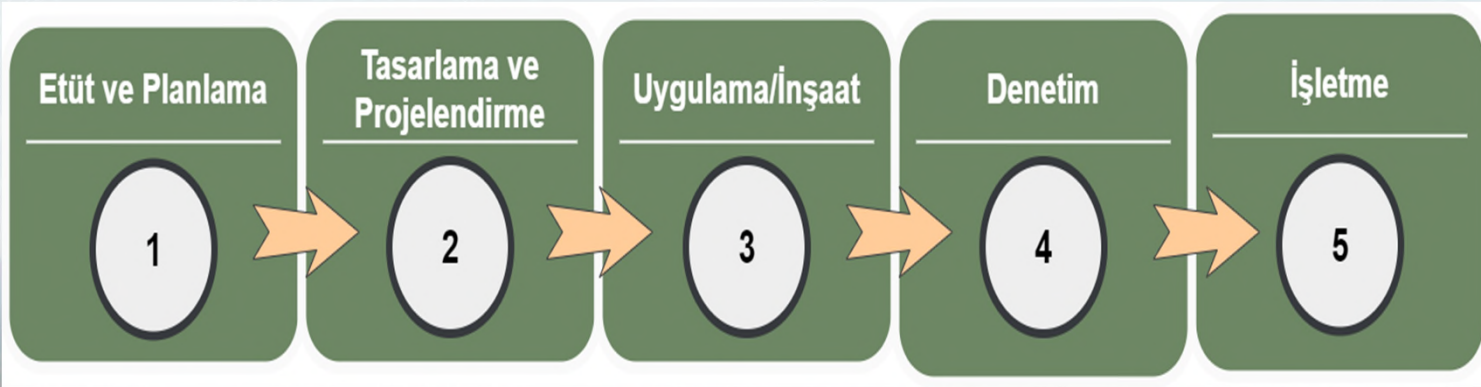 Etüt ve Planlama
1
Tasarlama ve
Projelendirme
2
Uygulama/İnşaat
3
Denetim
4
İşletme
5